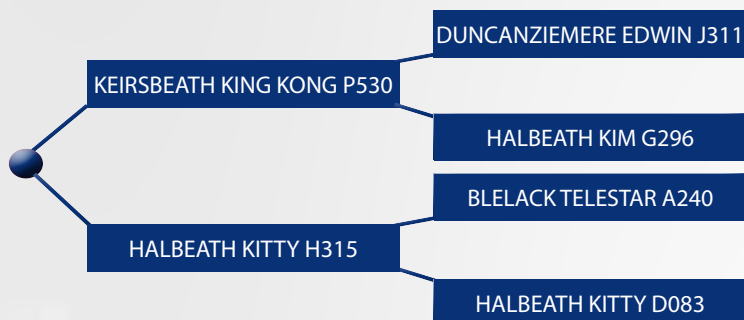 DUNCANZIEMERE EDWIN J311
KEIRSBEATH KING KONG P530
HALBEATH KIM G296
BLELACK TELESTAR A240
HALBEATH KITTY H315
HALBEATH KITTY D083